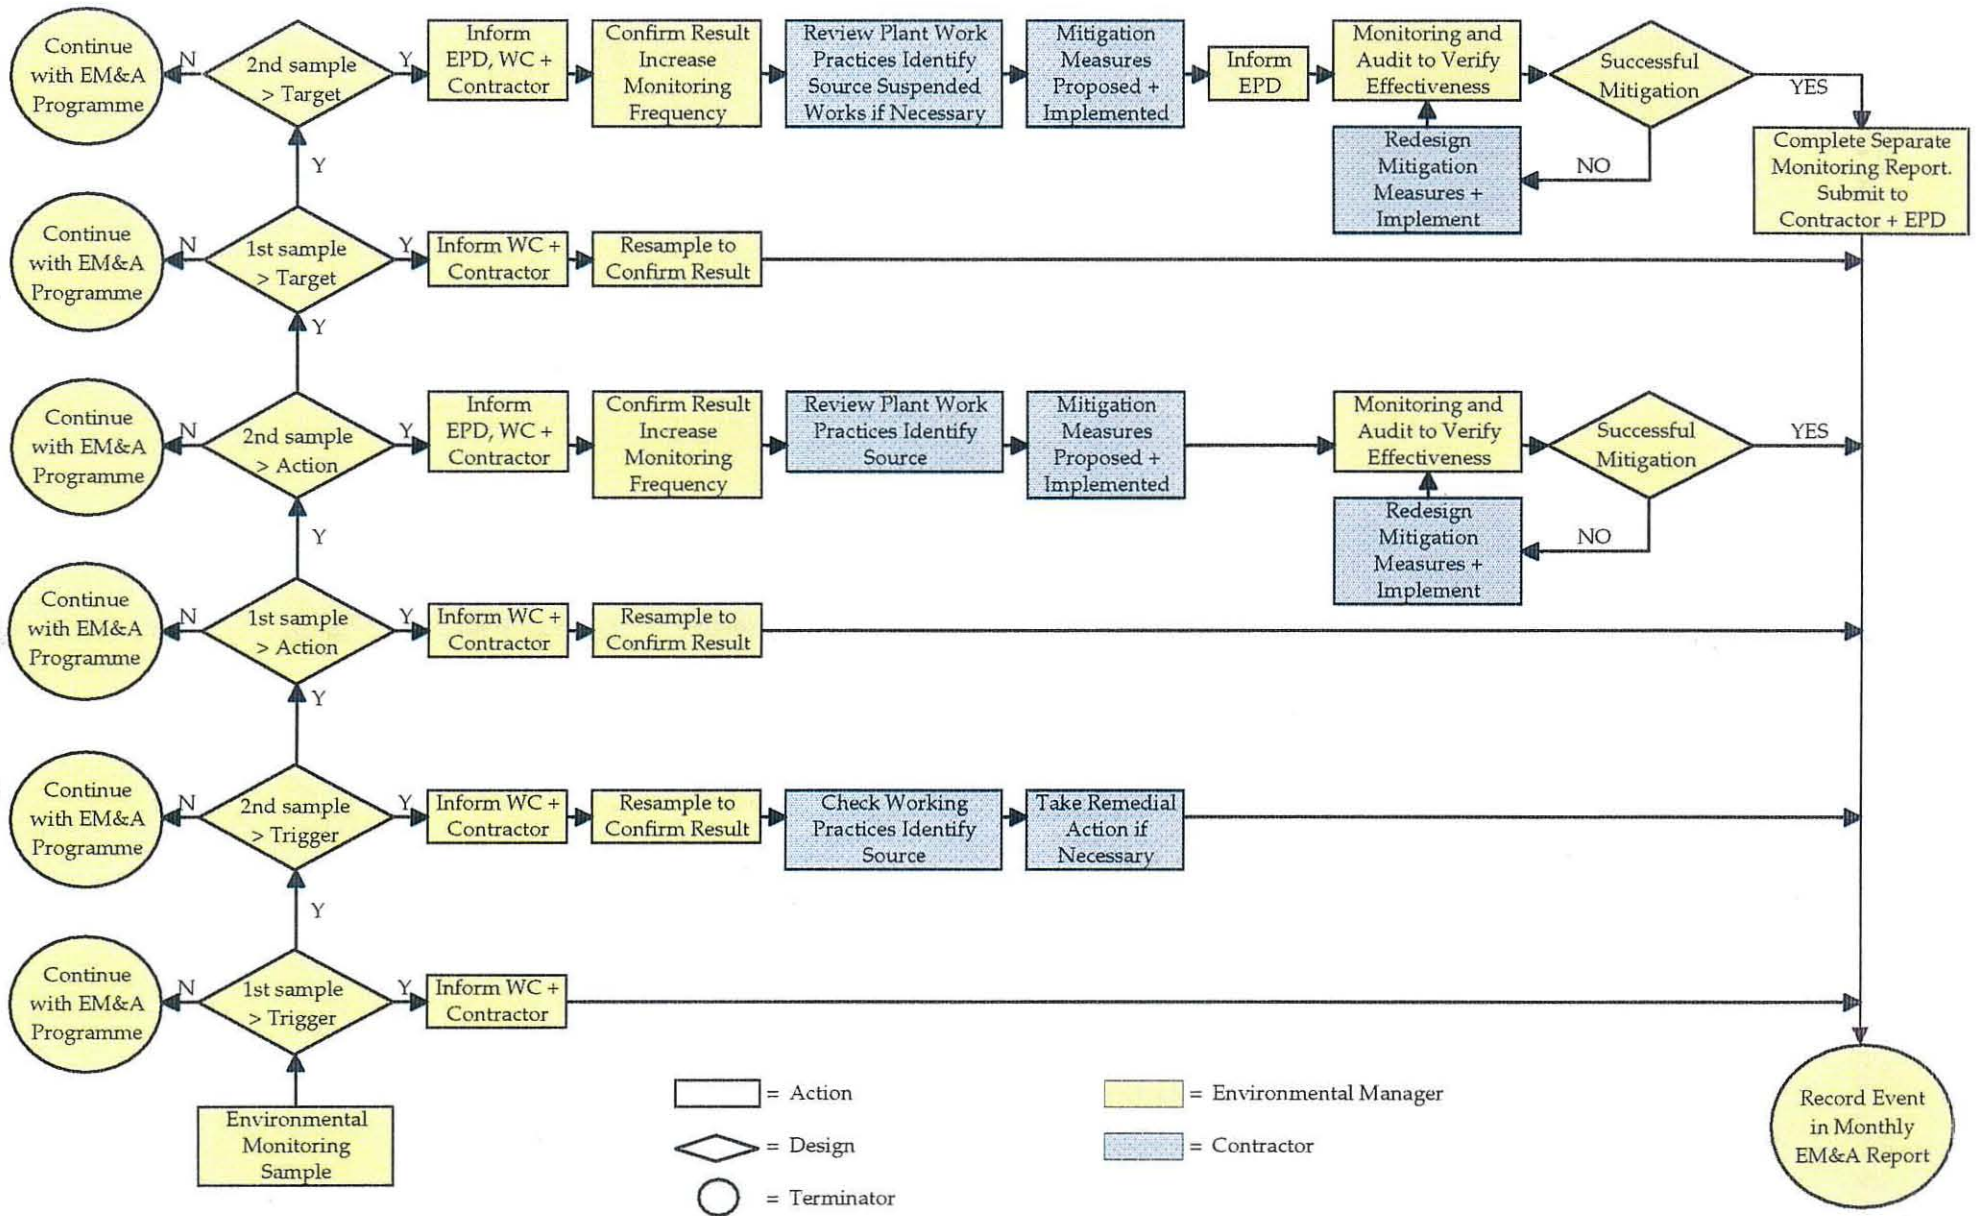 Continue
with EM&A
Programme
N
2nd sample
> Target
Y
Inform
EPD, WC +
Contractor
Confirm Result
Increase
Monitoring
Frequency
Review Plant Work
Practices Identify
Source Suspended
Works if Necessary
Mitigation
Measures
Proposed +
Implemented
Inform
EPD
Monitoring and
Audit to Verify
Effectiveness
Successful
Mitigation
YES
NO
Redesign
Mitigation
Measures +
Implement
Complete Separate
Monitoring Report.
Submit to
Contractor + EPD
Y
Continue
with EM&A
Programme
N
1st sample
> Target
Y
Inform WC +
Contractor
Resample to
Confirm Result
Y
Continue
with EM&A
Programme
N
2nd sample
> Action
Y
Inform
EPD, WC +
Contractor
Confirm Result
Increase
Monitoring
Frequency
Review Plant Work
Practices Identify
Source
Mitigation
Measures
Proposed +
Implemented
Monitoring and
Audit to Verify
Effectiveness
Successful
Mitigation
YES
NO
Redesign
Mitigation
Measures +
Implement
Y
Continue
with EM&A
Programme
N
1st sample
> Action
Y
Inform WC +
Contractor
Resample to
Confirm Result
Y
Continue
with EM&A
Programme
N
2nd sample
> Trigger
Y
Inform WC +
Contractor
Resample to
Confirm Result
Check Working
Practices Identify
Source
Take Remedial
Action if
Necessary
Y
Continue
with EM&A
Programme
N
1st sample
> Trigger
Y
Inform WC +
Contractor
Environmental
Monitoring
Sample
= Action
= Design
= Terminator
= Environmental Manager
= Contractor
Record Event
in Monthly
EM&A Report